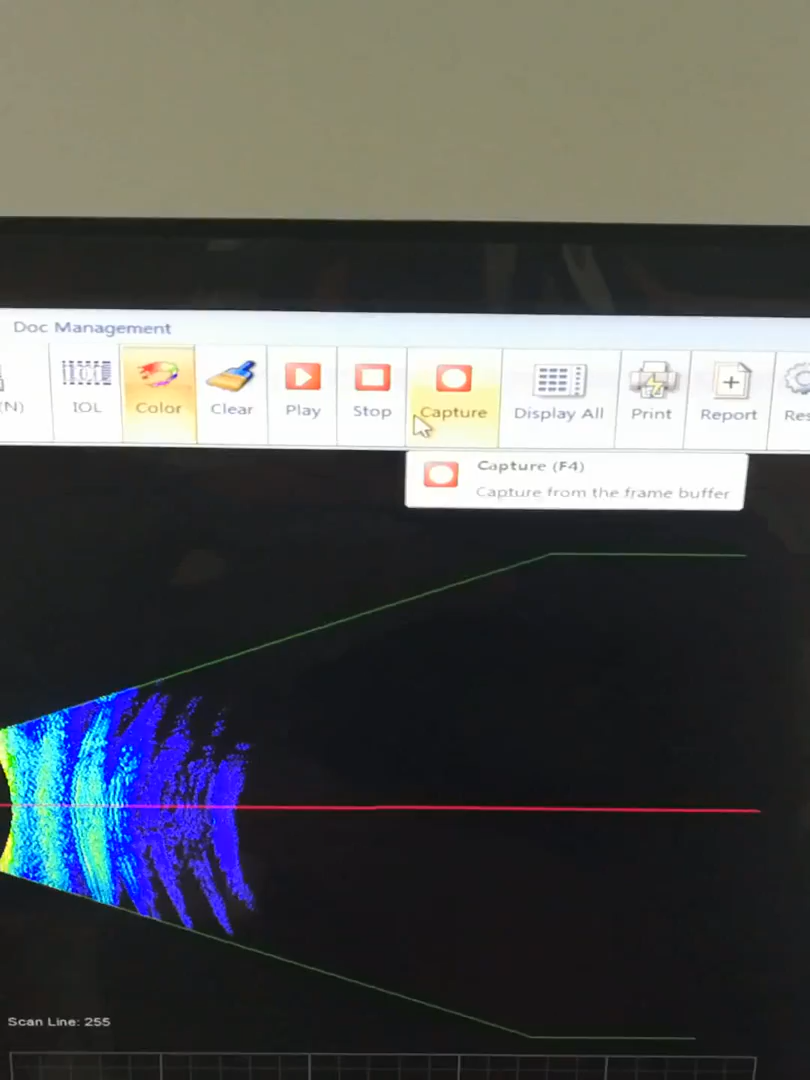 Doc Management
(N)
IOL
Color
Clear
Play
Stop
Capture
Display All
Print
Report
Res
Capture (F4)
Capture from the frame buffer
Scan Line: 255